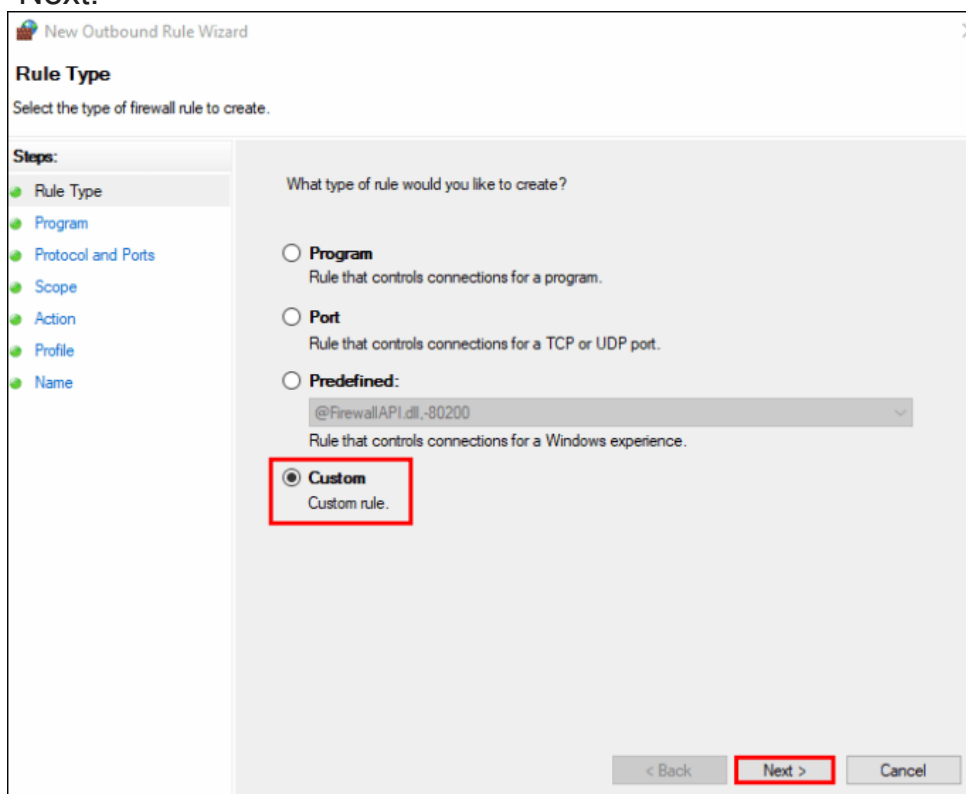 Next.
New Outbound Rule Wizard
Rule Type
Select the type of firewall rule to create.
Steps:
Rule Type
Program
Protocol and Ports
Scope
Action
Profile
Name
What type of rule would you like to create?
Program
Rule that controls connections for a program.
Port
Rule that controls connections for a TCP or UDP port.
Predefined:
@FirewallAPI.dll,-80200
Rule that controls connections for a Windows experience.
Custom
Custom rule.
< Back Next > Cancel